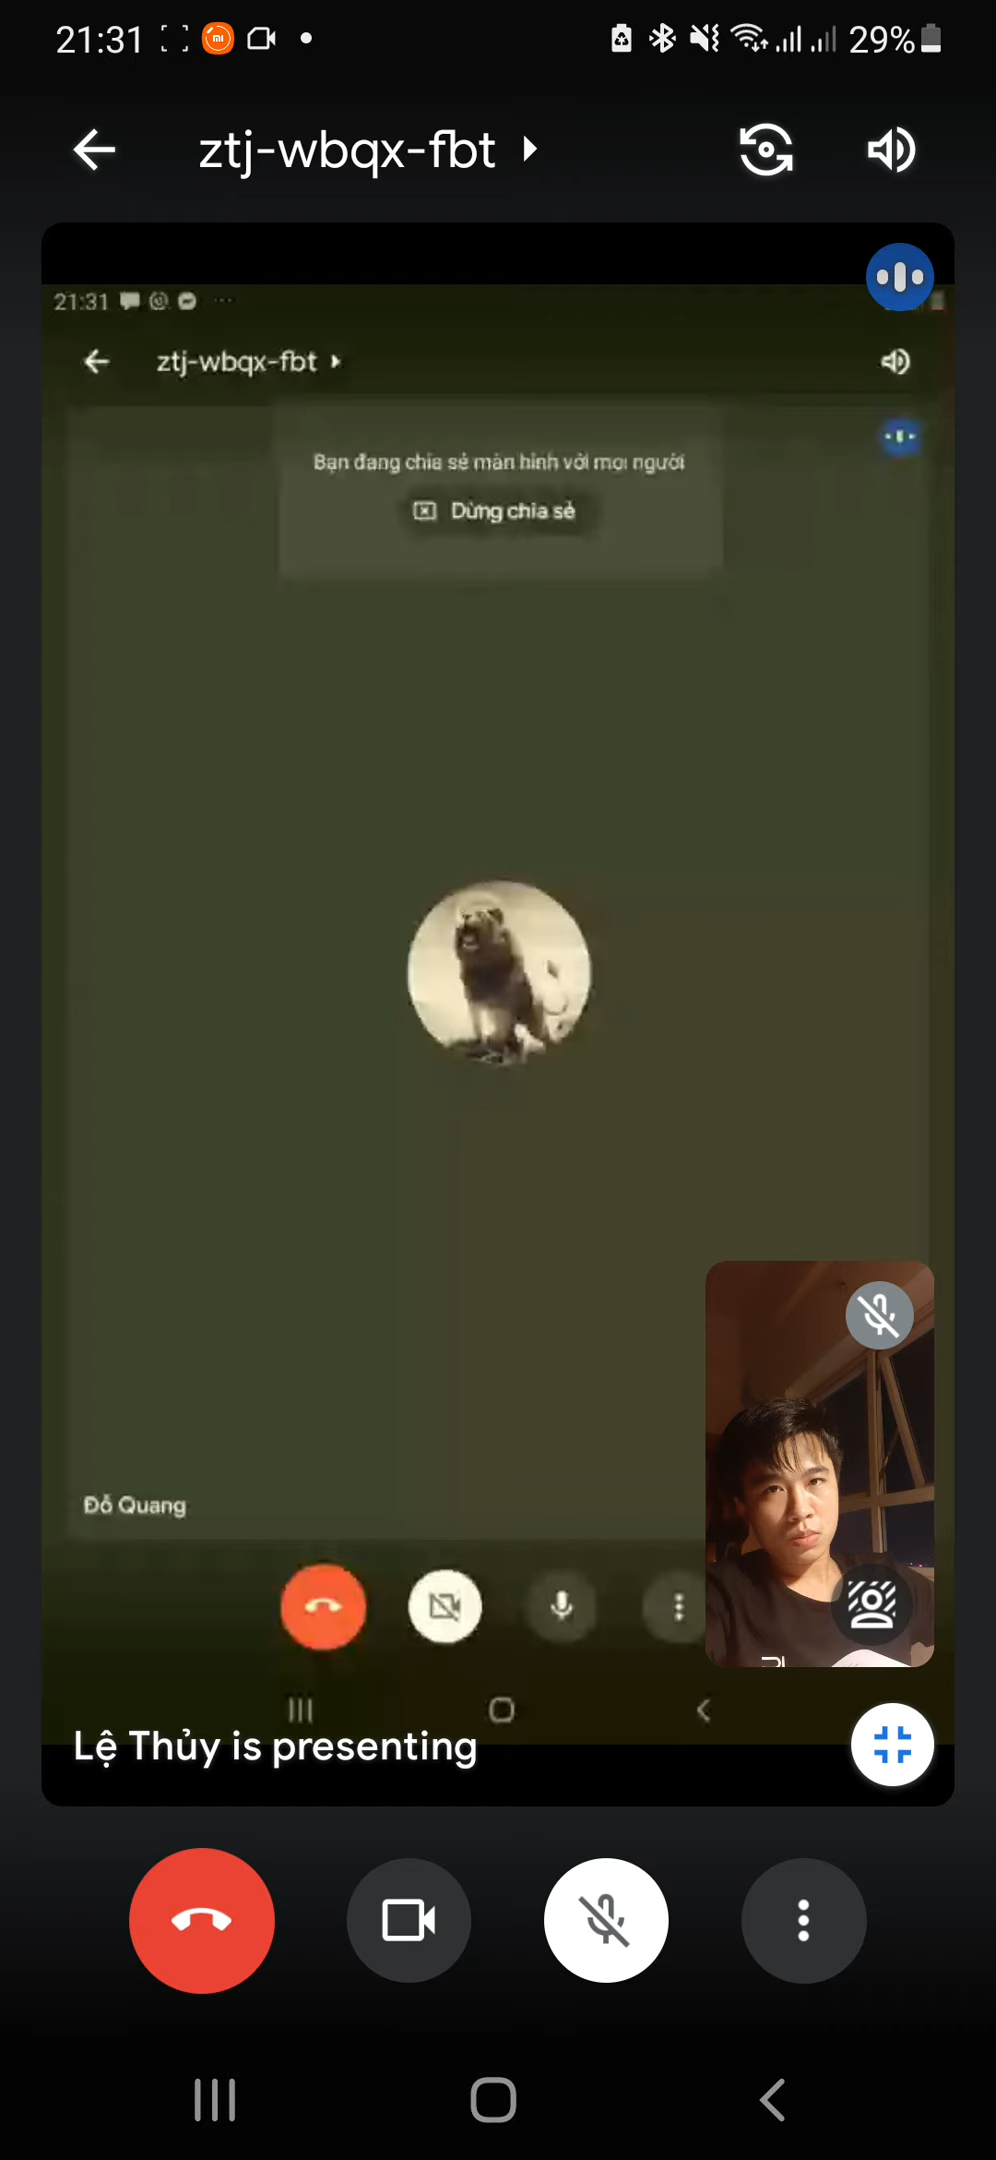 21:31
29%
ztj-wbqx-fbt
21:31
ztj-wbqx-fbt
Bạn đang chia sẻ màn hình với mọi người
Dừng chia sẻ
Đỗ Quang
Lệ Thủy is presenting